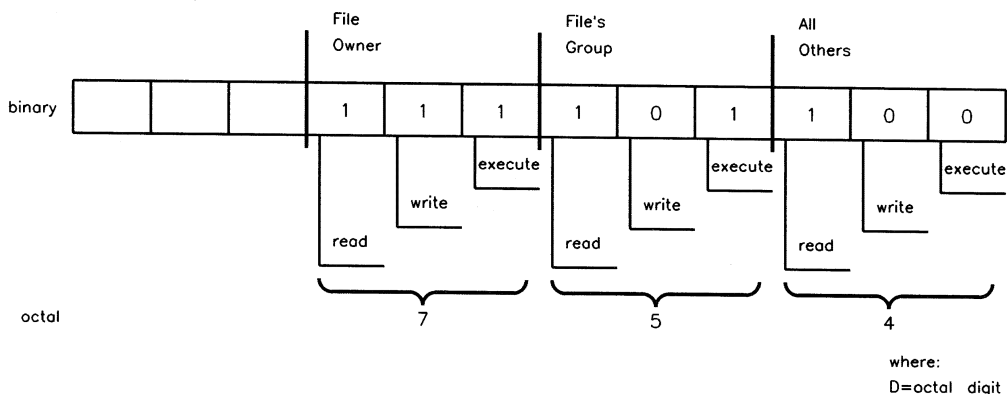 File
Owner
File's
Group
All
Others
binary 1 1 1 1 0 1 1 0 0
execute execute execute
write write write
read read read
octal 7 5 4
where:
D=octal digit